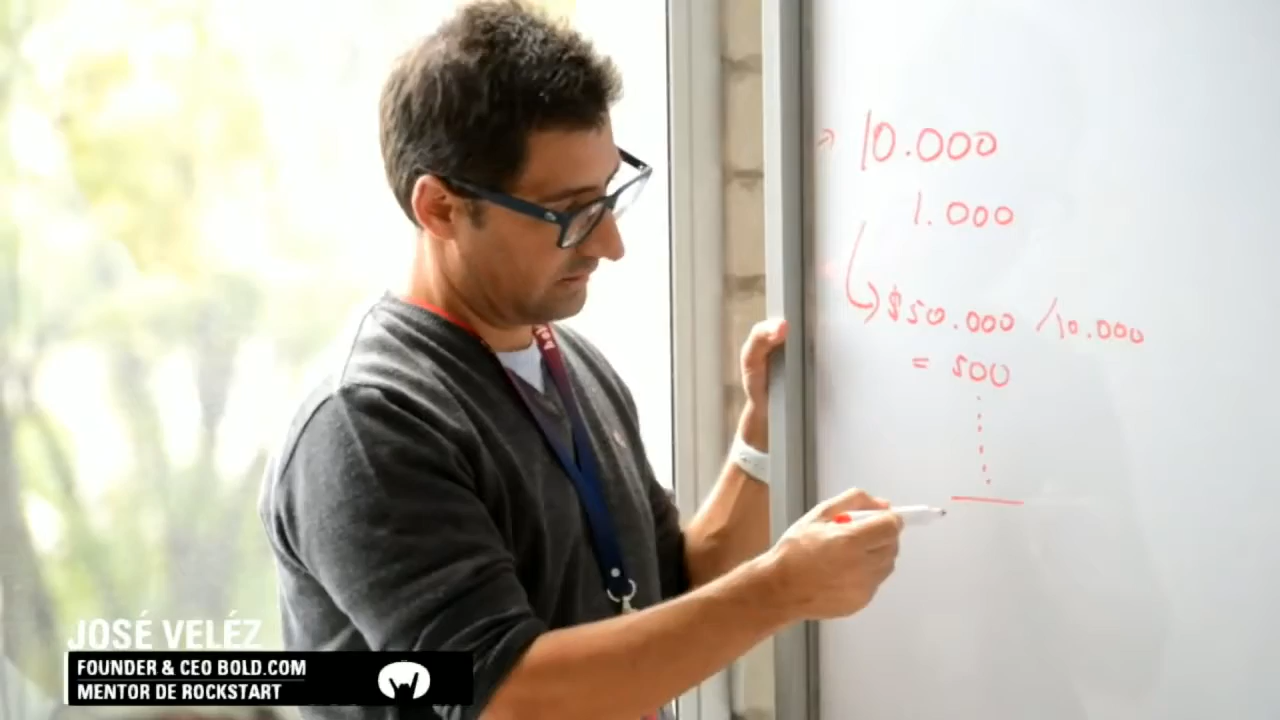 10.000
1.000
$50.000 /10.000
= 500
JOSÉ VELÉZ
FOUNDER & CEO BOLD.COM
MENTOR DE ROCKSTART